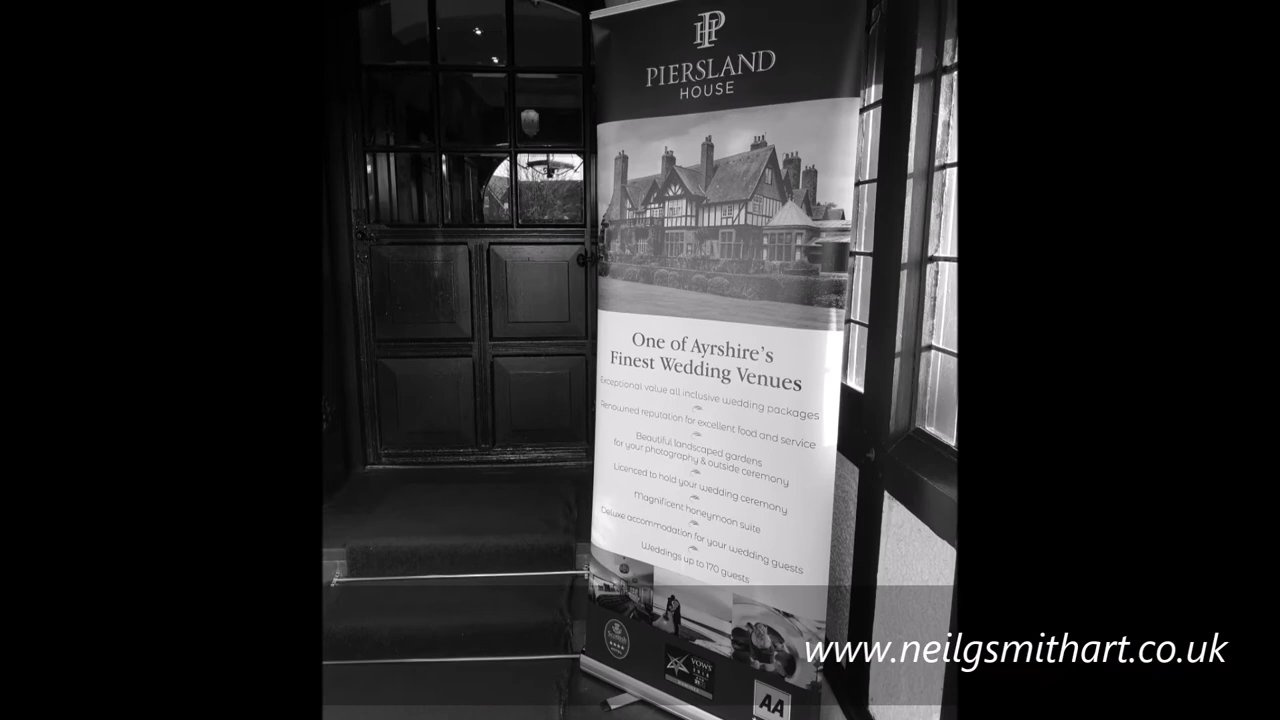 PIERSLAND
HOUSE
One of Ayrshire's
Finest Wedding Venues
Exceptional value all inclusive wedding packages
Renowned reputation for excellent food and service
Beautiful landscaped gardens
for your photography & outside ceremony
Licenced to hold your wedding ceremony
Magnificent honeymoon suite
Deluxe accommodation for your wedding guests
Weddings up to 170 guests
VOWS
AA
www.neilgsmithart.co.uk